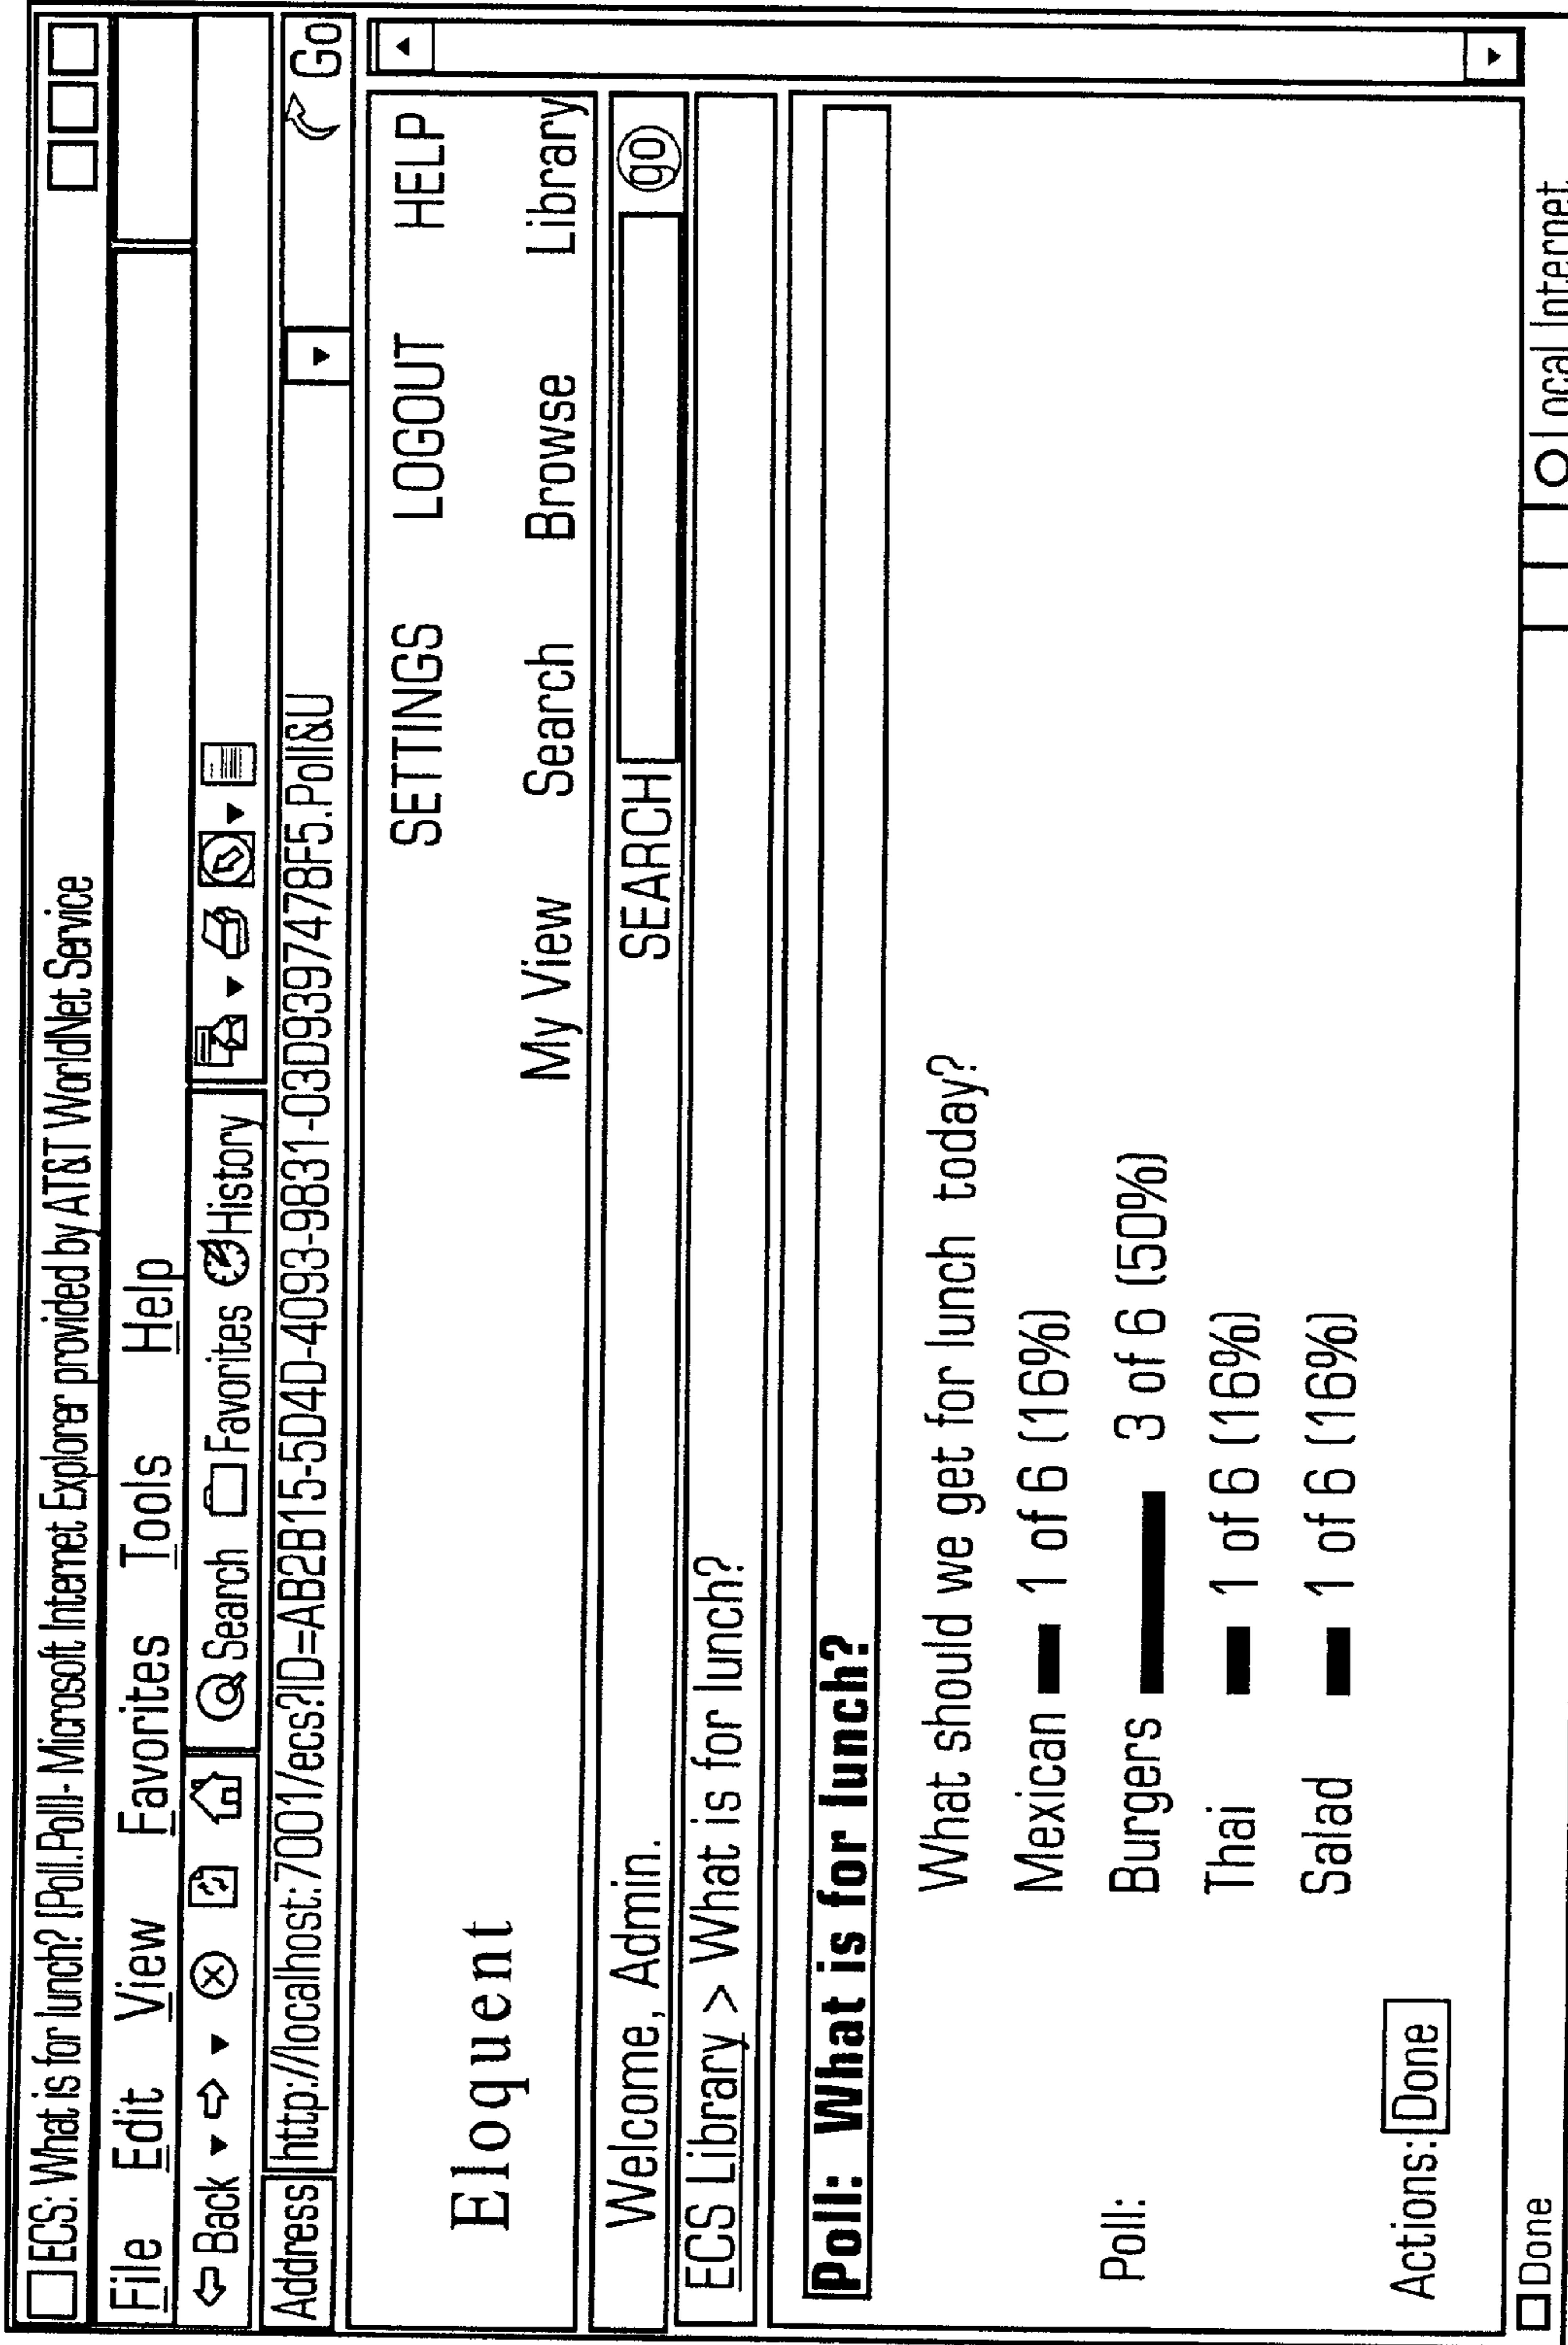 ECS: What is for lunch? [Poll.Poll]- Microsoft Internet Explorer provided by AT&T WorldNet Service
File Edit View Favorites Tools Help
Back Search Favorites History
Address http://localhost:7001/ecs?ID=AB2B15-5D4D-4093-9831-03D9397478F5.Poll&U Go
SETTINGS LOGOUT HELP
Eloquent
My View Search Browse Library
Welcome, Admin. SEARCH go
ECS Library > What is for lunch?
Poll: What is for lunch?
What should we get for lunch today?
Mexican 1 of 6 (16%)
Poll: Burgers 3 of 6 (50%)
Thai 1 of 6 (16%)
Salad 1 of 6 (16%)
Actions: Done
Done Local Internet